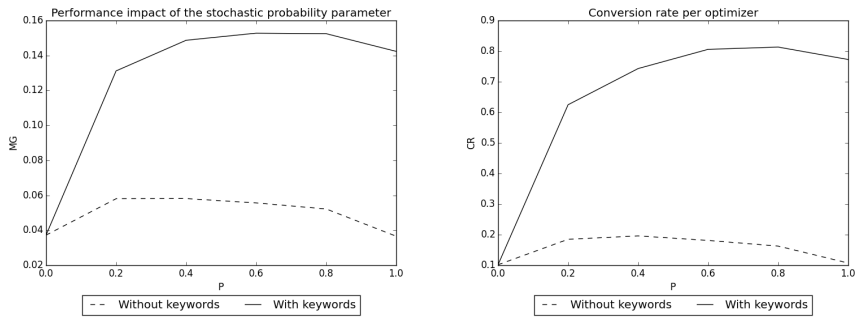 Performance impact of the stochastic probability parameter
0.16
0.14
0.12
0.10
0.08
0.06
0.04
0.02
MG
0.0 0.2 0.4 0.6 0.8 1.0
P
Without keywords With keywords
Conversion rate per optimizer
0.9
0.8
0.7
0.6
0.5
0.4
0.3
0.2
0.1
CR
0.0 0.2 0.4 0.6 0.8 1.0
P
Without keywords With keywords